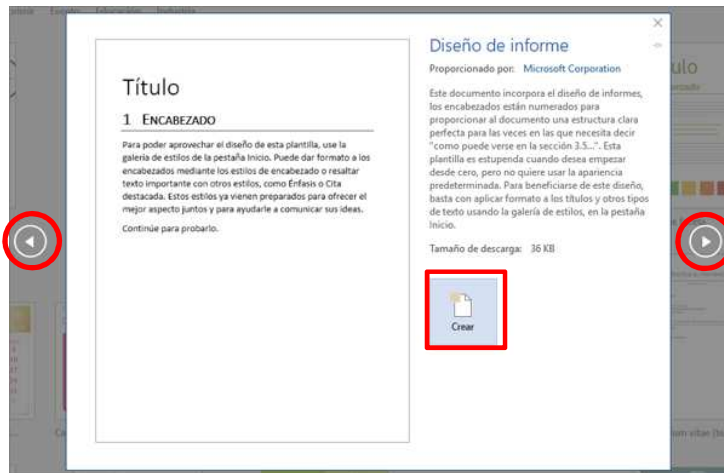 Evento Educación Industria
Diseño de informe
Proporcionado por: Microsoft Corporation
Este documento incorpora el diseño de informes,
los encabezados están numerados para
proporcionar al documento una estructura clara
perfecta para las veces en las que necesita decir
"como puede verse en la sección 3.5...". Esta
plantilla es estupenda cuando desea empezar
desde cero, pero no quiere usar la apariencia
predeterminada. Para beneficiarse de este diseño,
basta con aplicar formato a los títulos y otros tipos
de texto usando la galería de estilos, en la pestaña
Inicio.
Tamaño de descarga: 36 KB
Crear
Título
1 ENCABEZADO
Para poder aprovechar el diseño de esta plantilla, use la
galería de estilos de la pestaña Inicio. Puede dar formato a los
encabezados mediante los estilos de encabezado o resaltar
texto importante con otros estilos, como Énfasis o Cita
destacada. Estos estilos ya vienen preparados para ofrecer el
mejor aspecto juntos y para ayudarle a comunicar sus ideas.
Continúe para probarlo.